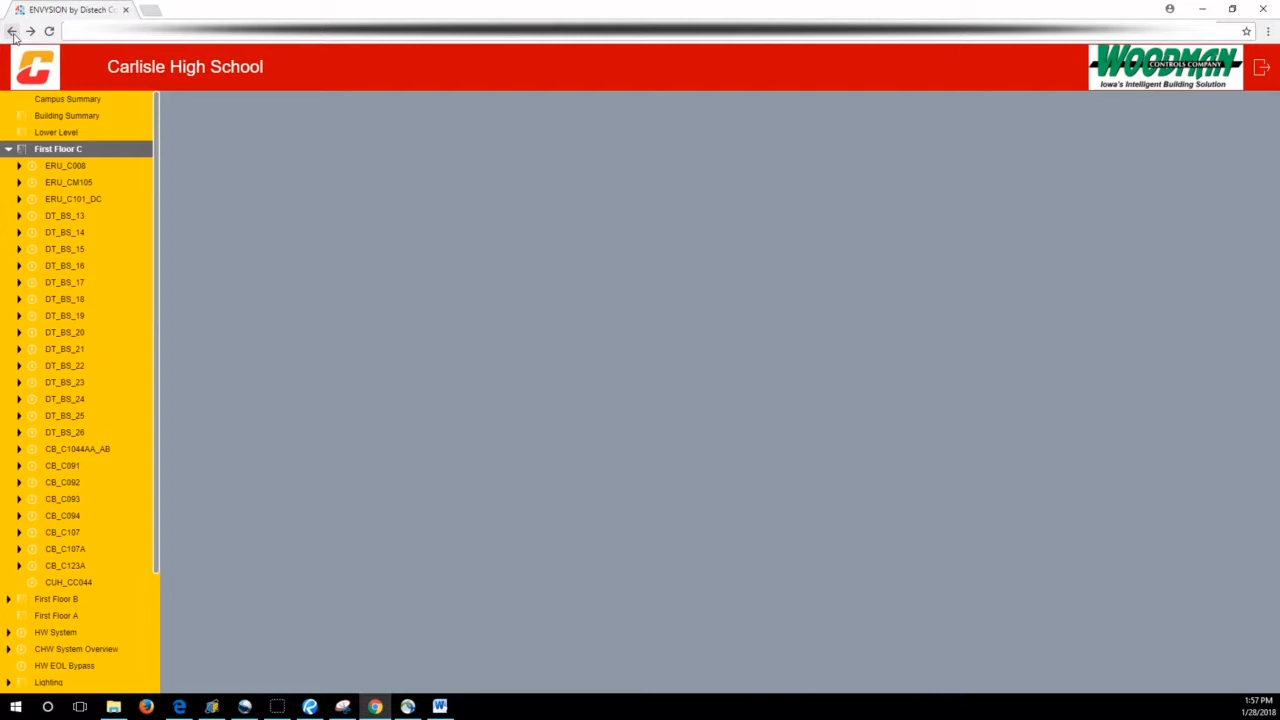 ENVYSION by Distech Co
Carlisle High School
WOODMAN
CONTROLS COMPANY
Iowa's Intelligent Building Solution
Campus Summary
Building Summary
Lower Level
First Floor C
ERU_C008
ERU_CM105
ERU_C101_DC
DT_BS_13
DT_BS_14
DT_BS_15
DT_BS_16
DT_BS_17
DT_BS_18
DT_BS_19
DT_BS_20
DT_BS_21
DT_BS_22
DT_BS_23
DT_BS_24
DT_BS_25
DT_BS_26
CB_C1044AA_AB
CB_C091
CB_C092
CB_C093
CB_C094
CB_C107
CB_C107A
CB_C123A
CUH_CC044
First Floor B
First Floor A
HW System
CHW System Overview
HW EOL Bypass
Lighting
1:57 PM
1/28/2018